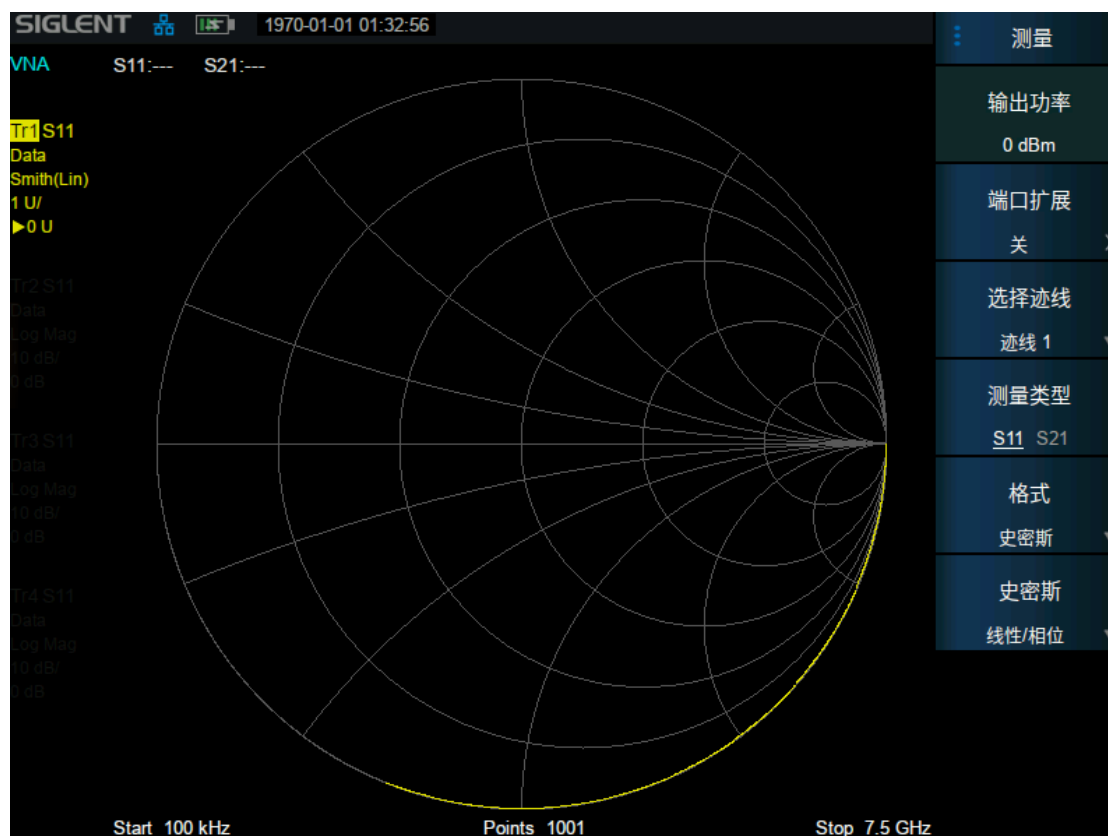 SIGLENT 1970-01-01 01:32:56
VNA S11:--- S21:---
Tr1 S11
Data
Smith(Lin)
1 U/
▶0 U
Tr2 S11
Data
Log Mag
10 dB/
0 dB
Tr3 S11
Data
Log Mag
10 dB/
0 dB
Tr4 S11
Data
Log Mag
10 dB/
0 dB
Start 100 kHz Points 1001 Stop 7.5 GHz
测量
输出功率
0 dBm
端口扩展
关
选择迹线
迹线 1
测量类型
S11 S21
格式
史密斯
史密斯
线性/相位